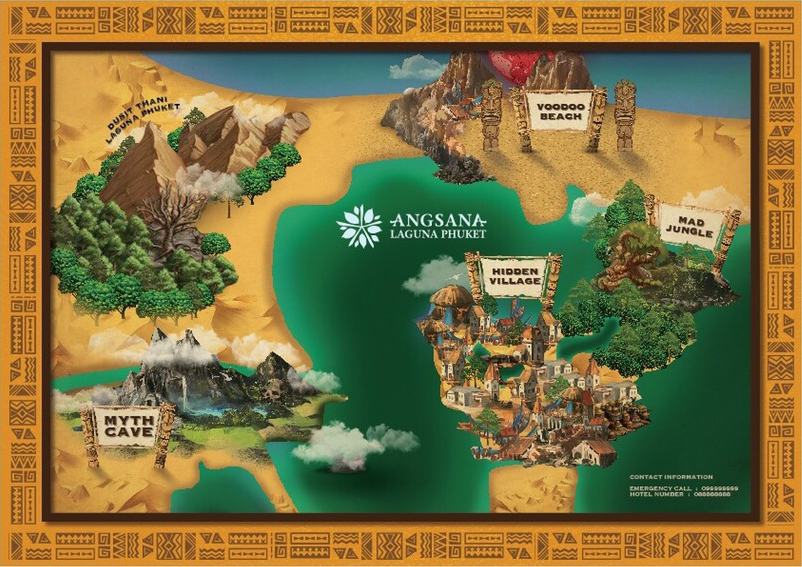 DUSIT THANI
LAGUNA PHUKET
VOODOO
BEACH
ANGSANA
LAGUNA PHUKET
MAD
JUNGLE
HIDDEN
VILLAGE
MYTH
CAVE
CONTACT INFORMATION
EMERGENCY CALL : 099999999
HOTEL NUMBER : 088888888